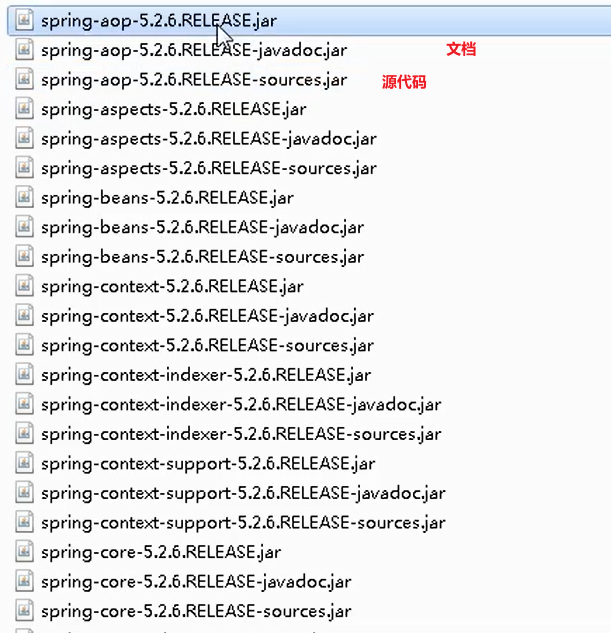 spring-aop-5.2.6.RELEASE.jar
spring-aop-5.2.6.RELEASE-javadoc.jar 文档
spring-aop-5.2.6.RELEASE-sources.jar 源代码
spring-aspects-5.2.6.RELEASE.jar
spring-aspects-5.2.6.RELEASE-javadoc.jar
spring-aspects-5.2.6.RELEASE-sources.jar
spring-beans-5.2.6.RELEASE.jar
spring-beans-5.2.6.RELEASE-javadoc.jar
spring-beans-5.2.6.RELEASE-sources.jar
spring-context-5.2.6.RELEASE.jar
spring-context-5.2.6.RELEASE-javadoc.jar
spring-context-5.2.6.RELEASE-sources.jar
spring-context-indexer-5.2.6.RELEASE.jar
spring-context-indexer-5.2.6.RELEASE-javadoc.jar
spring-context-indexer-5.2.6.RELEASE-sources.jar
spring-context-support-5.2.6.RELEASE.jar
spring-context-support-5.2.6.RELEASE-javadoc.jar
spring-context-support-5.2.6.RELEASE-sources.jar
spring-core-5.2.6.RELEASE.jar
spring-core-5.2.6.RELEASE-javadoc.jar
spring-core-5.2.6.RELEASE-sources.jar